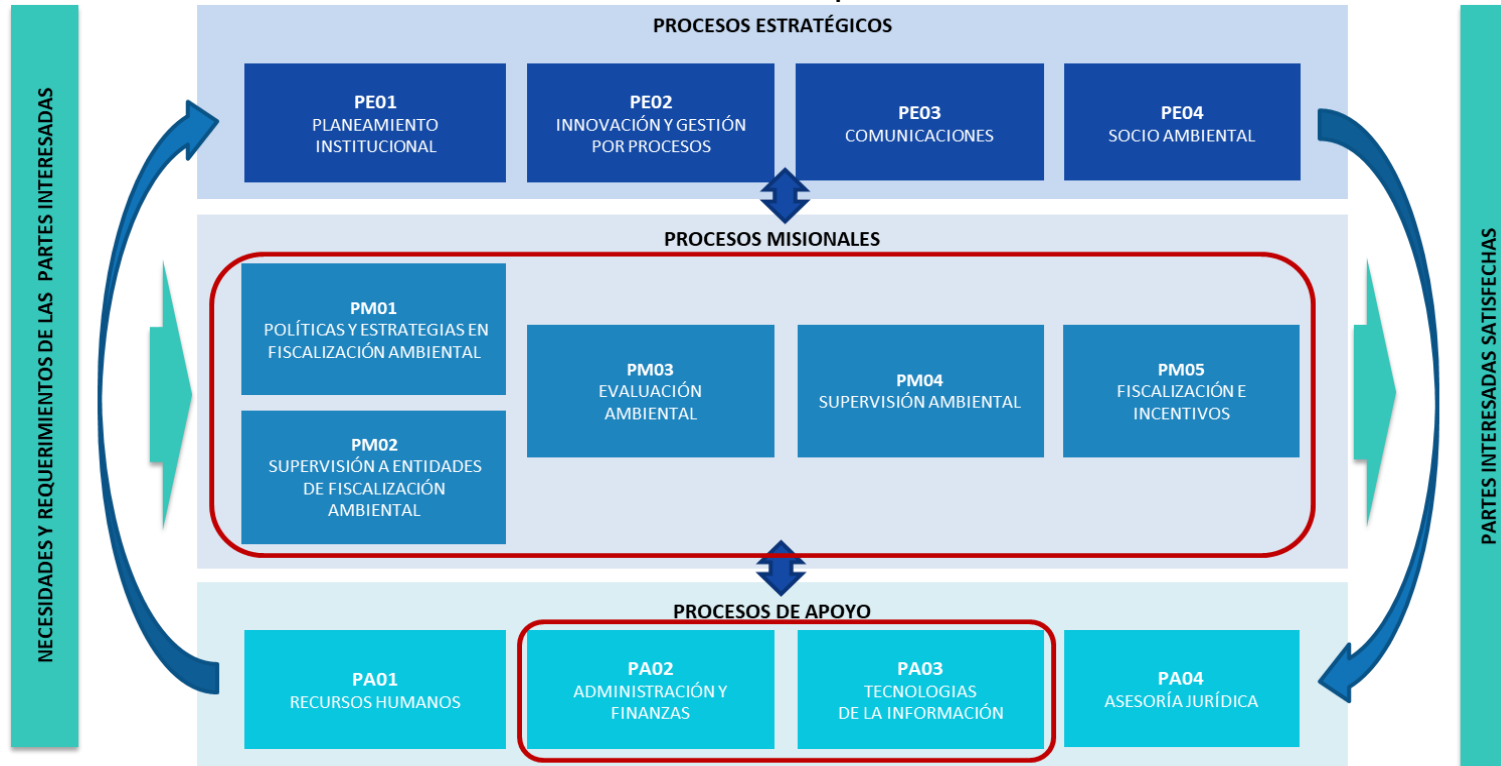 NECESIDADES Y REQUERIMIENTOS DE LAS PARTES INTERESADAS
PROCESOS ESTRATÉGICOS
PE01
PLANEAMIENTO
INSTITUCIONAL
PE02
INNOVACIÓN Y GESTIÓN
POR PROCESOS
PE03
COMUNICACIONES
PE04
SOCIO AMBIENTAL
PROCESOS MISIONALES
PM01
POLÍTICAS Y ESTRATEGIAS EN
FISCALIZACIÓN AMBIENTAL
PM02
SUPERVISIÓN A ENTIDADES
DE FISCALIZACIÓN
AMBIENTAL
PM03
EVALUACIÓN
AMBIENTAL
PM04
SUPERVISIÓN AMBIENTAL
PM05
FISCALIZACIÓN E
INCENTIVOS
PROCESOS DE APOYO
PA01
RECURSOS HUMANOS
PA02
ADMINISTRACIÓN Y
FINANZAS
PA03
TECNOLOGIAS
DE LA INFORMACIÓN
PA04
ASESORÍA JURÍDICA
PARTES INTERESADAS SATISFECHAS